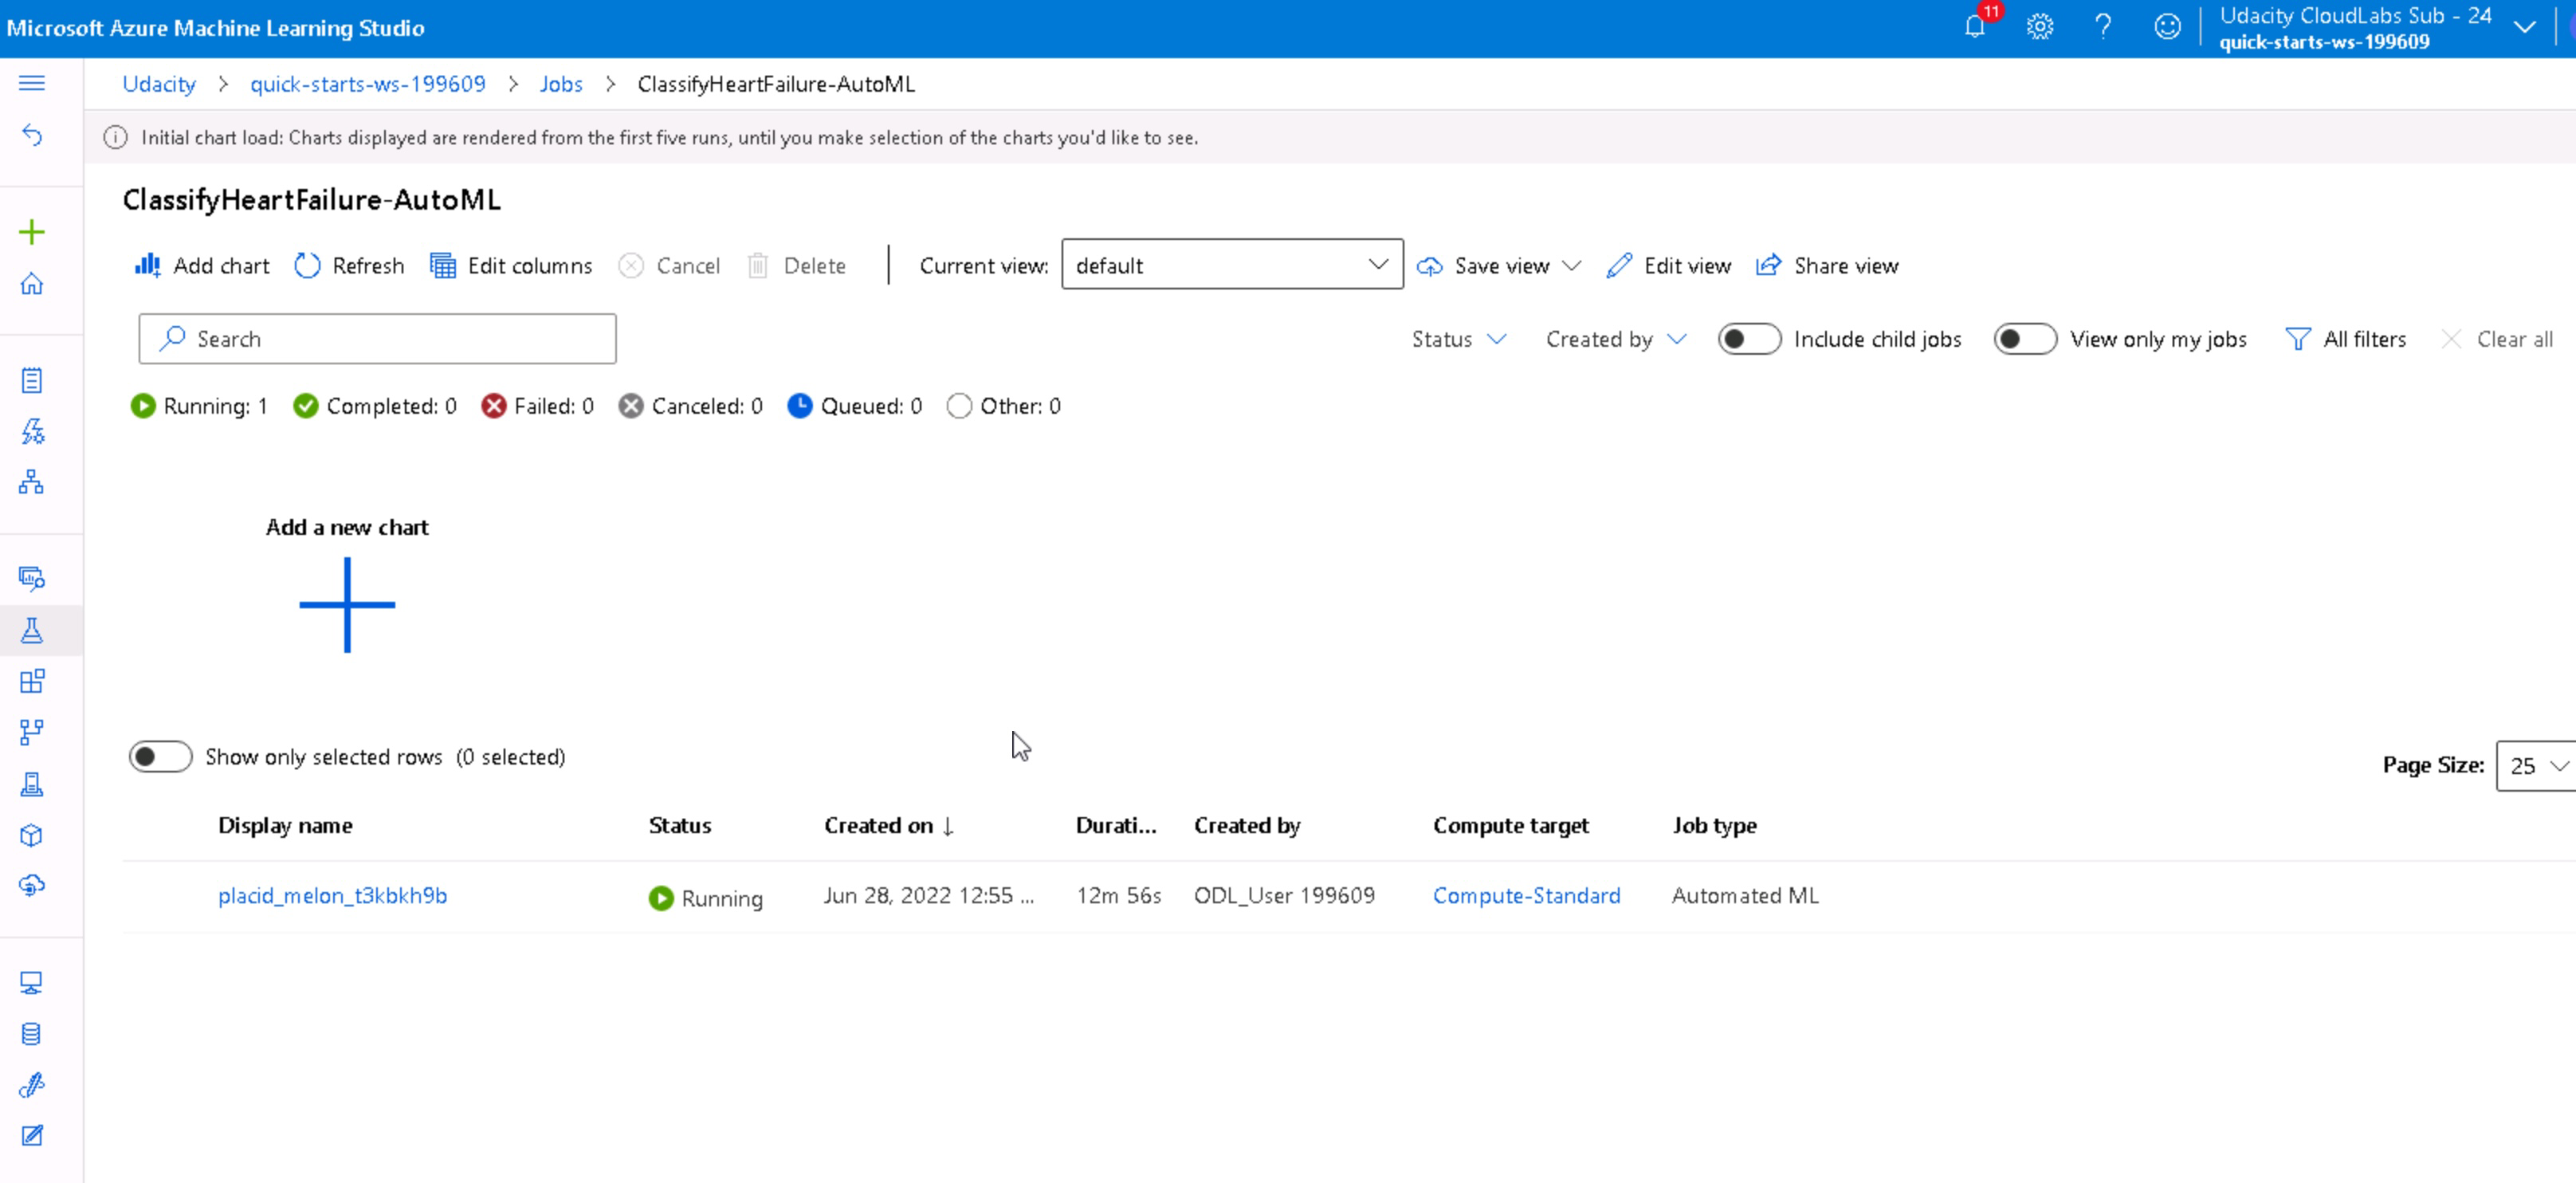 Microsoft Azure Machine Learning Studio
11
Udacity CloudLabs Sub - 24
quick-starts-ws-199609
Udacity > quick-starts-ws-199609 > Jobs > ClassifyHeartFailure-AutoML
Initial chart load: Charts displayed are rendered from the first five runs, until you make selection of the charts you'd like to see.
ClassifyHeartFailure-AutoML
Add chart Refresh Edit columns Cancel Delete Current view: default Save view Edit view Share view
Search Status Created by Include child jobs View only my jobs All filters Clear all
Running: 1 Completed: 0 Failed: 0 Canceled: 0 Queued: 0 Other: 0
Add a new chart
Show only selected rows (0 selected) Page Size: 25
Display name Status Created on ↓ Durati... Created by Compute target Job type
placid_melon_t3kbkh9b Running Jun 28, 2022 12:55 ... 12m 56s ODL_User 199609 Compute-Standard Automated ML